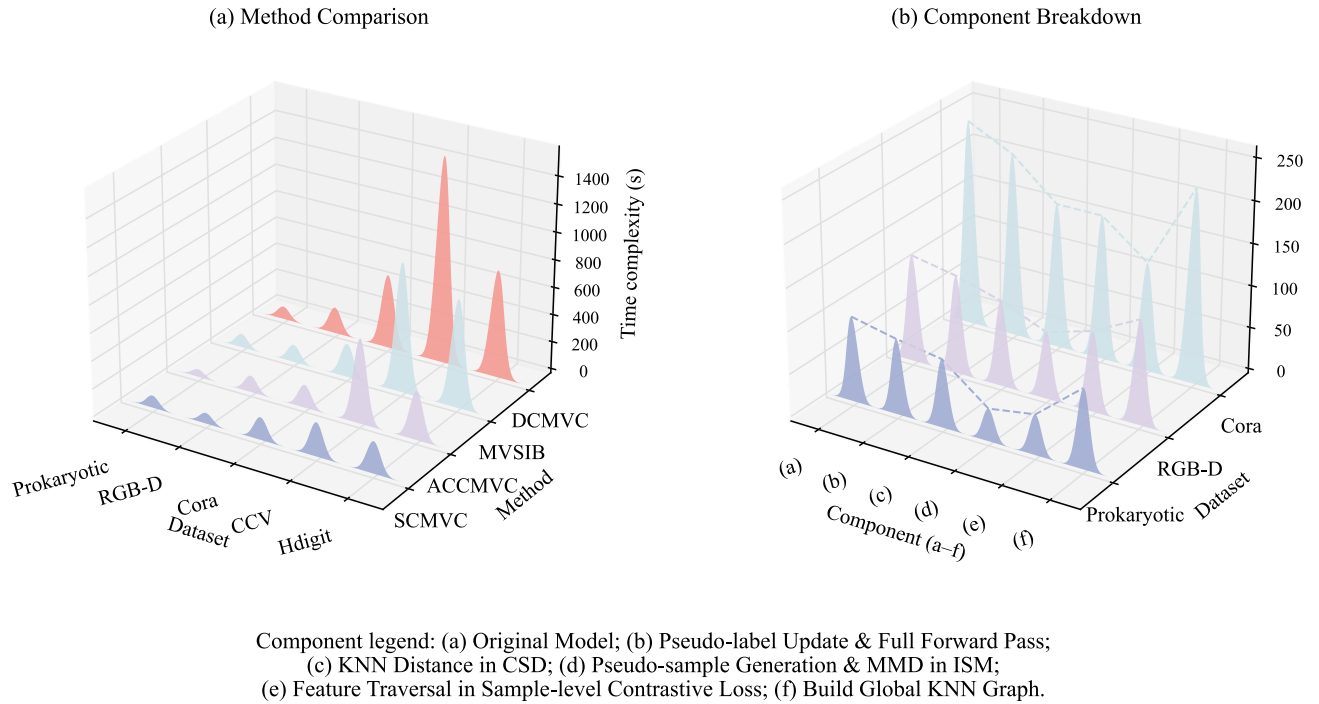 (a) Method Comparison
1400
1200
1000
800
600
400
200
0
Time complexity (s)
DCMVC
MVSIB
ACCMVC
SCMVC
Method
Prokaryotic
RGB-D
Cora
CCV
Hdigit
Dataset
(b) Component Breakdown
250
200
150
100
50
0
Cora
RGB-D
Prokaryotic
Dataset
(a)
(b)
(c)
(d)
(e)
(f)
Component (a–f)
Component legend: (a) Original Model; (b) Pseudo-label Update & Full Forward Pass;
(c) KNN Distance in CSD; (d) Pseudo-sample Generation & MMD in ISM;
(e) Feature Traversal in Sample-level Contrastive Loss; (f) Build Global KNN Graph.